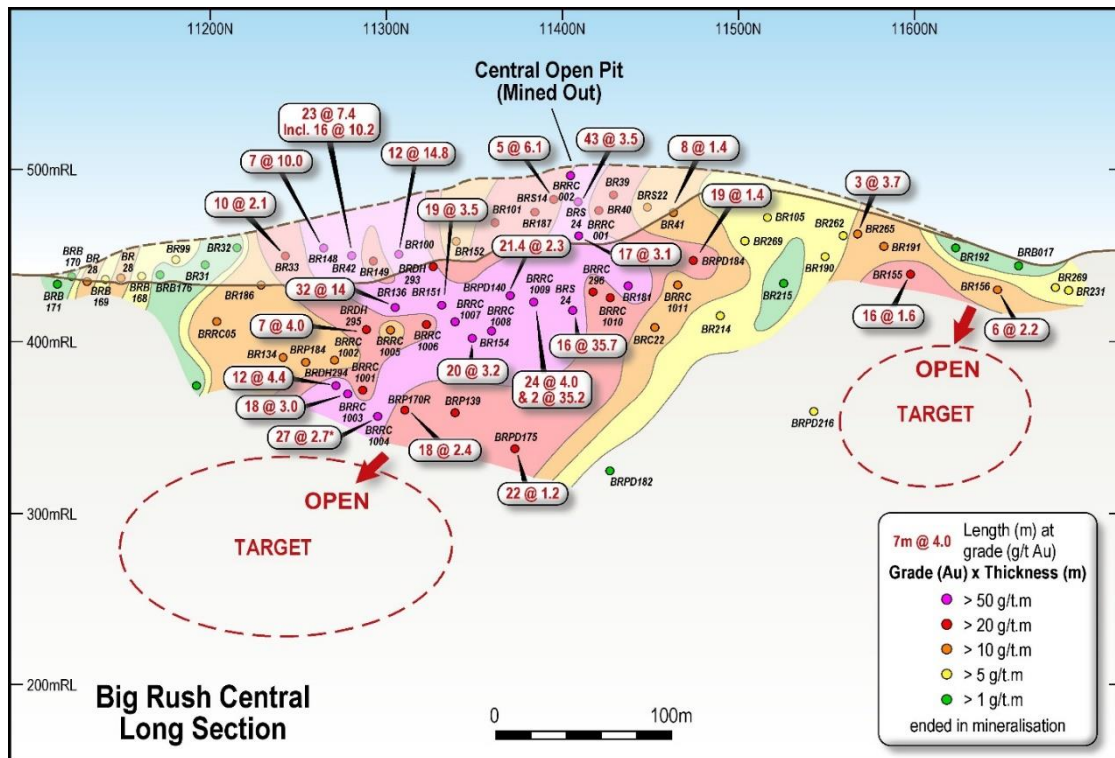 11200N
11300N
11400N
11500N
11600N
Central Open Pit
(Mined Out)
23 @ 7.4
Incl. 16 @ 10.2
7 @ 10.0
12 @ 14.8
5 @ 6.1
43 @ 3.5
8 @ 1.4
500mRL
10 @ 2.1
19 @ 3.5
19 @ 1.4
3 @ 3.7
BRRC
002
BRS14
BR39
BRS22
BR101
BR187
BRS
24
BRRC
001
BR40
BR41
BR105
BR262
BR265
BRB
170
BR
28
BR
28
BR99
BR32
BR33
BR148
BR42
BR149
BR100
BR152
21.4 @ 2.3
17 @ 3.1
BR269
BR191
BR192
BRB017
BRB
171
BRB
169
BRB
168
BRB176
BR31
BRDH
293
BRPD184
BR190
BR155
BR156
BR269
BR231
BR186
32 @ 14
BR136
BR151
BRPD140
BRRC
1009
BRS
24
BRRC
296
BR181
BRRC
1011
BR215
BRRC05
7 @ 4.0
BRDH
295
BRRC
1007
BRRC
1008
BRRC
1010
BR214
16 @ 1.6
6 @ 2.2
400mRL
BR134
BRP184
BRRC
1002
BRRC
1005
BRRC
1006
BR154
16 @ 35.7
BRC22
12 @ 4.4
BRDH294
BRRC
1001
20 @ 3.2
24 @ 4.0
& 2 @ 35.2
OPEN
TARGET
18 @ 3.0
BRRC
1003
BRP170R
BRP139
BRPD216
27 @ 2.7*
BRRC
1004
18 @ 2.4
BRPD175
22 @ 1.2
BRPD182
OPEN
TARGET
300mRL
200mRL
7m @ 4.0
Length (m) at
grade (g/t Au)
Grade (Au) x Thickness (m)
> 50 g/t.m
> 20 g/t.m
> 10 g/t.m
> 5 g/t.m
> 1 g/t.m
ended in mineralisation
Big Rush Central
Long Section
0
100m